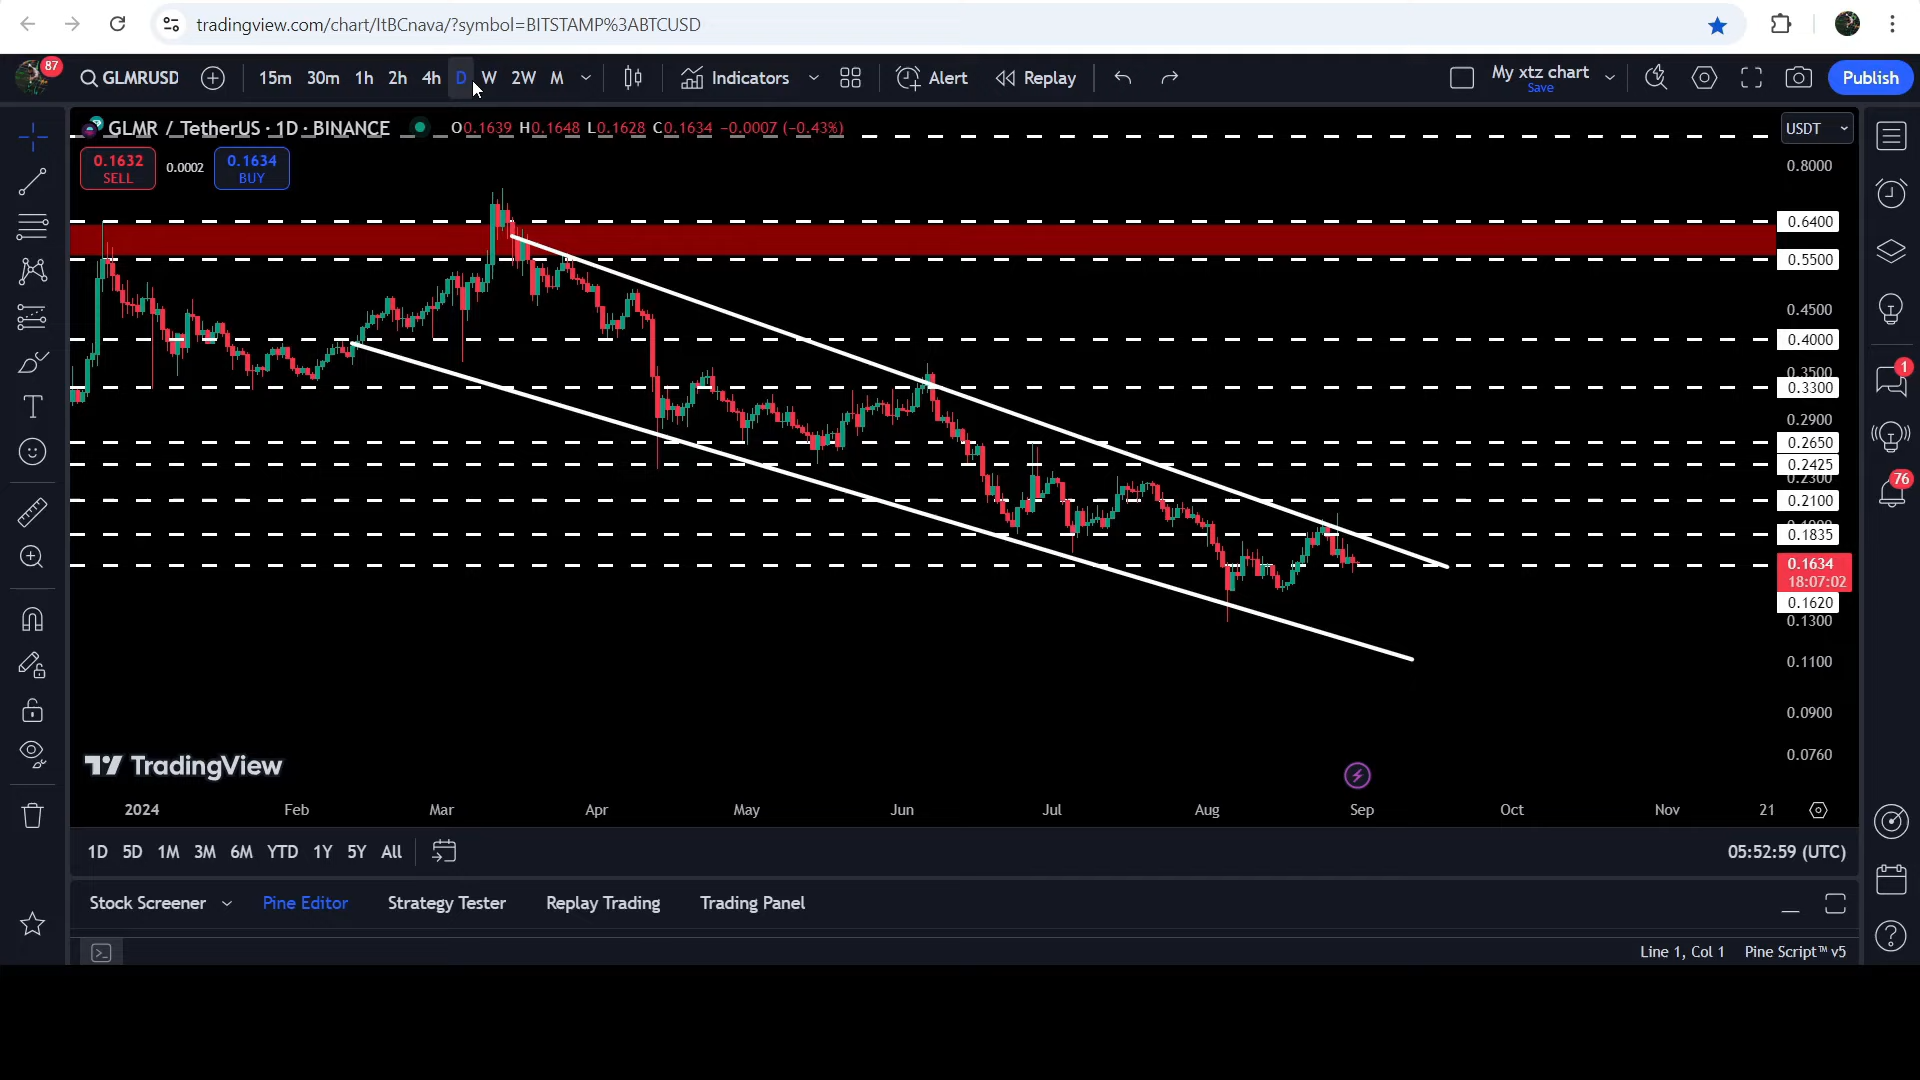 tradingview.com/chart/ItBCnava/?symbol=BITSTAMP%3ABTCUSD
87
GLMRUSD 15m 30m 1h 2h 4h D W 2W M Indicators Alert Replay My xtz chart Save Publish
GLMR / TetherUS · 1D · BINANCE O0.1639 H0.1648 L0.1628 C0.1634 −0.0007 (−0.43%) USDT
0.1632 SELL 0.0002 0.1634 BUY
0.8000
0.6400
0.5500
0.4500
0.4000
0.3500
0.3300
0.2900
0.2650
0.2425
0.2300
0.2100
0.1835
0.1634
18:07:02
0.1620
0.1300
0.1100
0.0900
0.0760
1
76
TradingView
2024 Feb Mar Apr May Jun Jul Aug Sep Oct Nov 21
1D 5D 1M 3M 6M YTD 1Y 5Y All 05:52:59 (UTC)
Stock Screener Pine Editor Strategy Tester Replay Trading Trading Panel
Line 1, Col 1 Pine Script™ v5